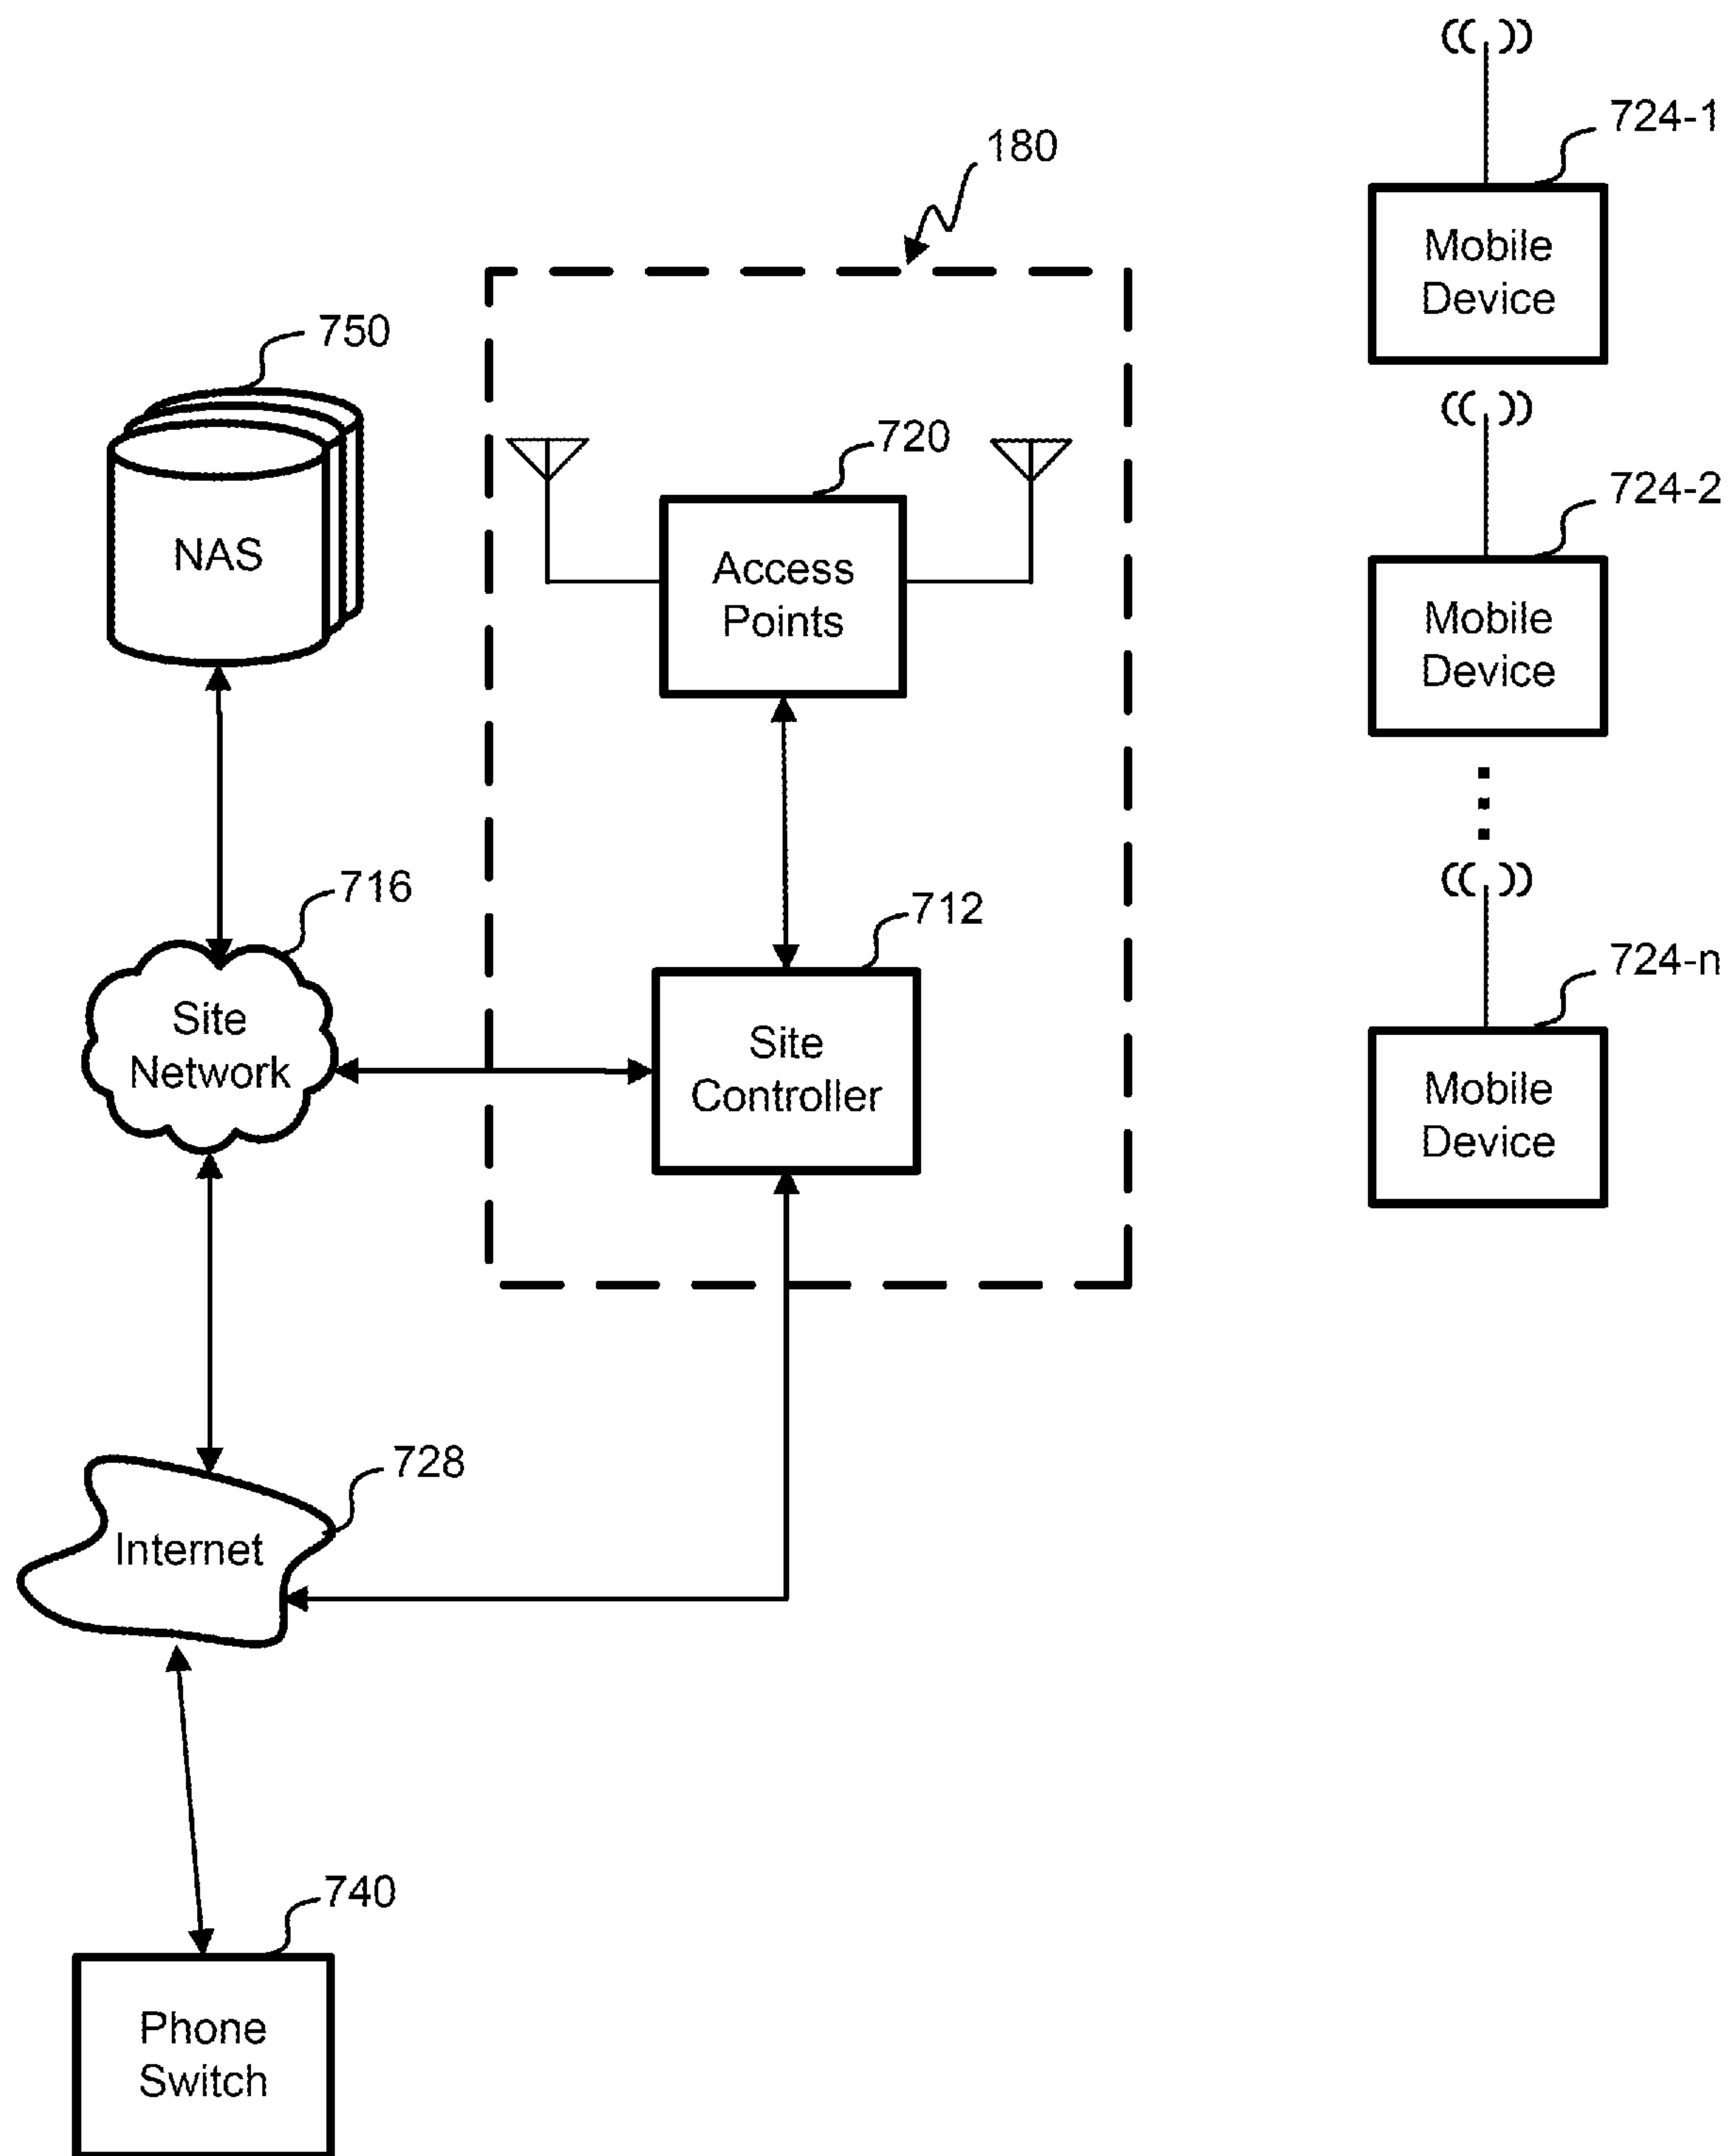 724-1
180
Mobile
Device
750
720
724-2
NAS
Access
Points
Mobile
Device
716
712
724-n
Site
Network
Site
Controller
Mobile
Device
728
Internet
740
Phone
Switch